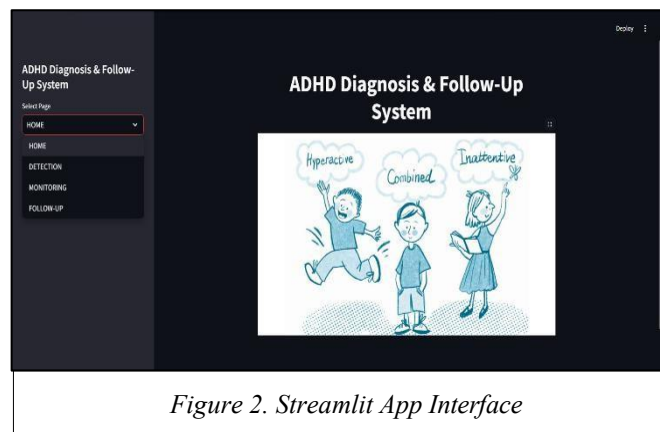 Deploy
ADHD Diagnosis & Follow-
Up System
Select Page
HOME
HOME
DETECTION
MONITORING
FOLLOW-UP
ADHD Diagnosis & Follow-Up
System
Hyperactive
Combined
Inattentive
Figure 2. Streamlit App Interface